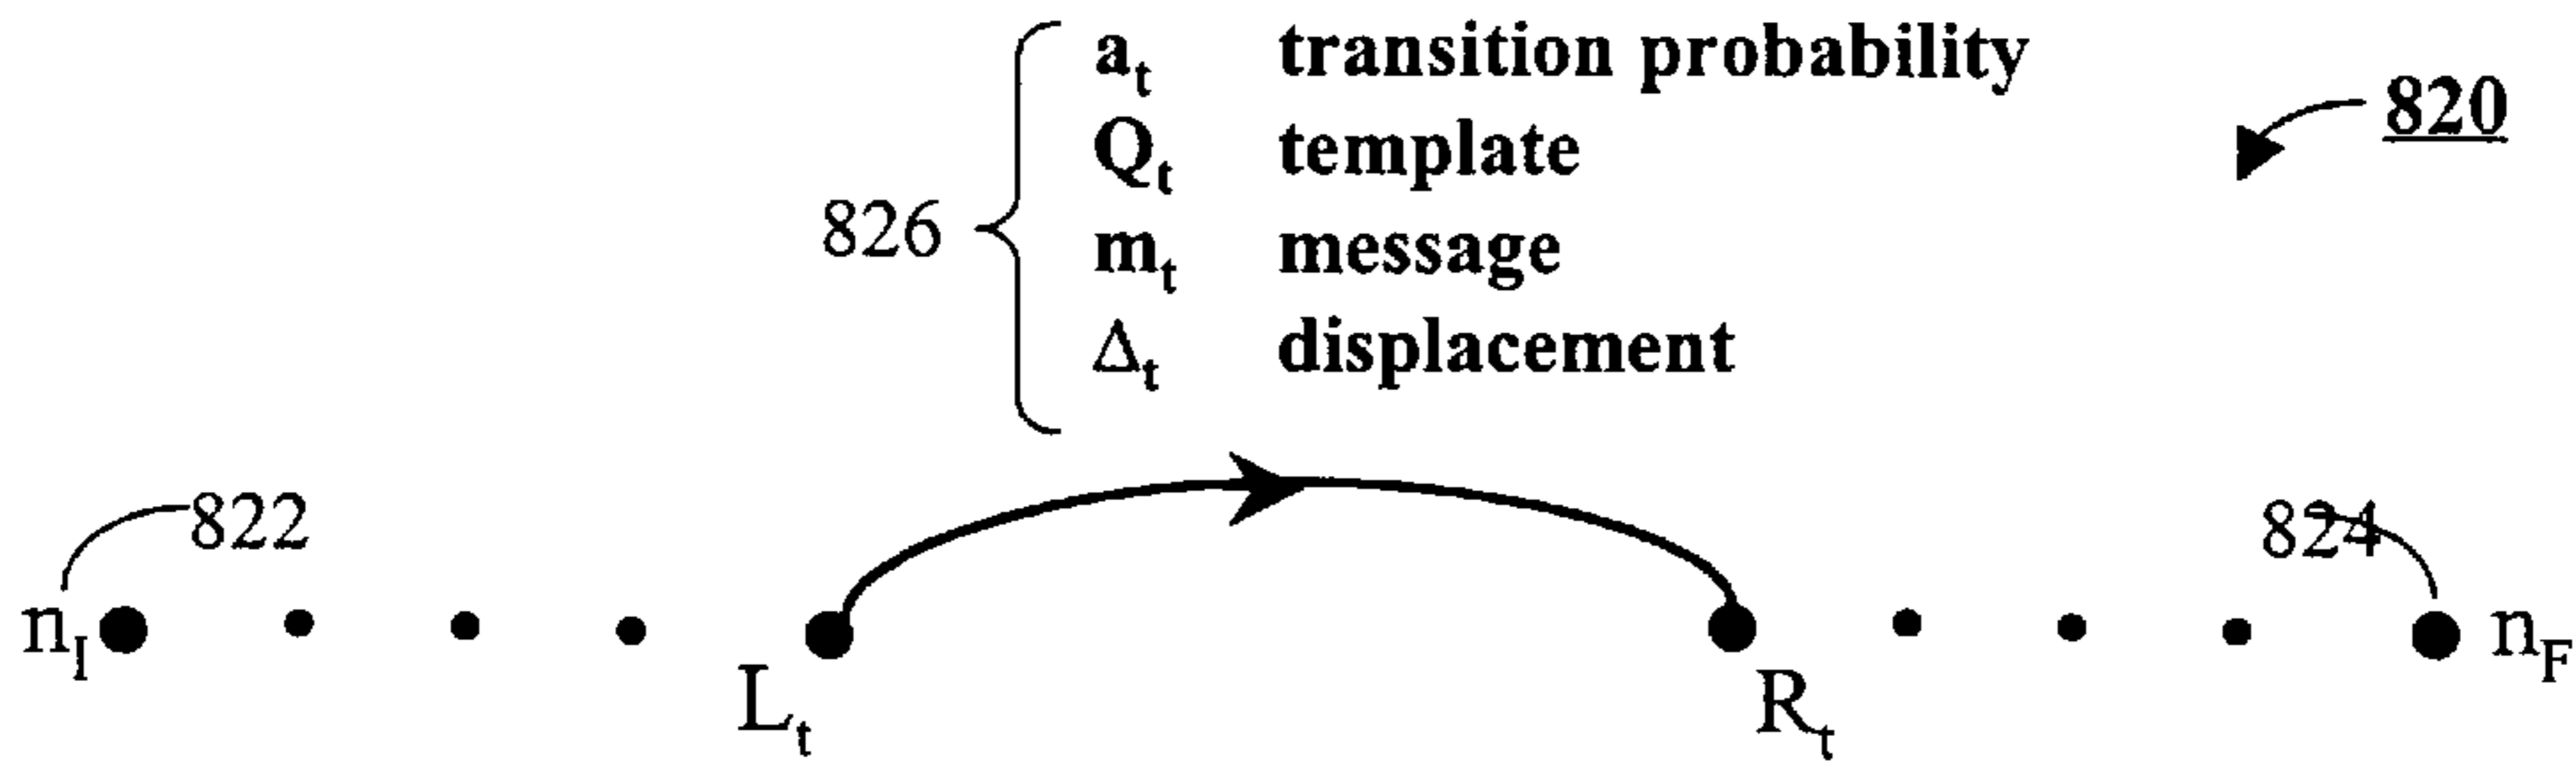 a_t transition probability
820
Q_t template
826
m_t message
Δ_t displacement
822
824
n_I
n_F
L_t
R_t